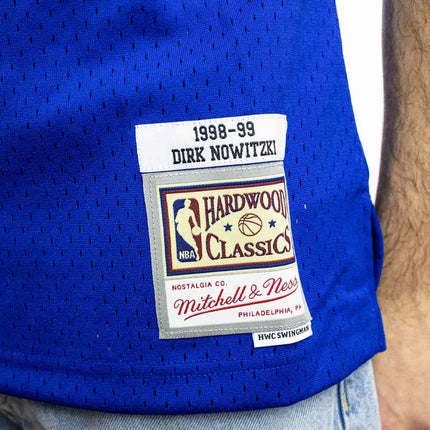 1998-99
DIRK NOWITZKI
HARDWOOD
CLASSICS
NBA
NOSTALGIA CO.
Mitchell & Ness
PHILADELPHIA, PA.
HWC SWINGMAN